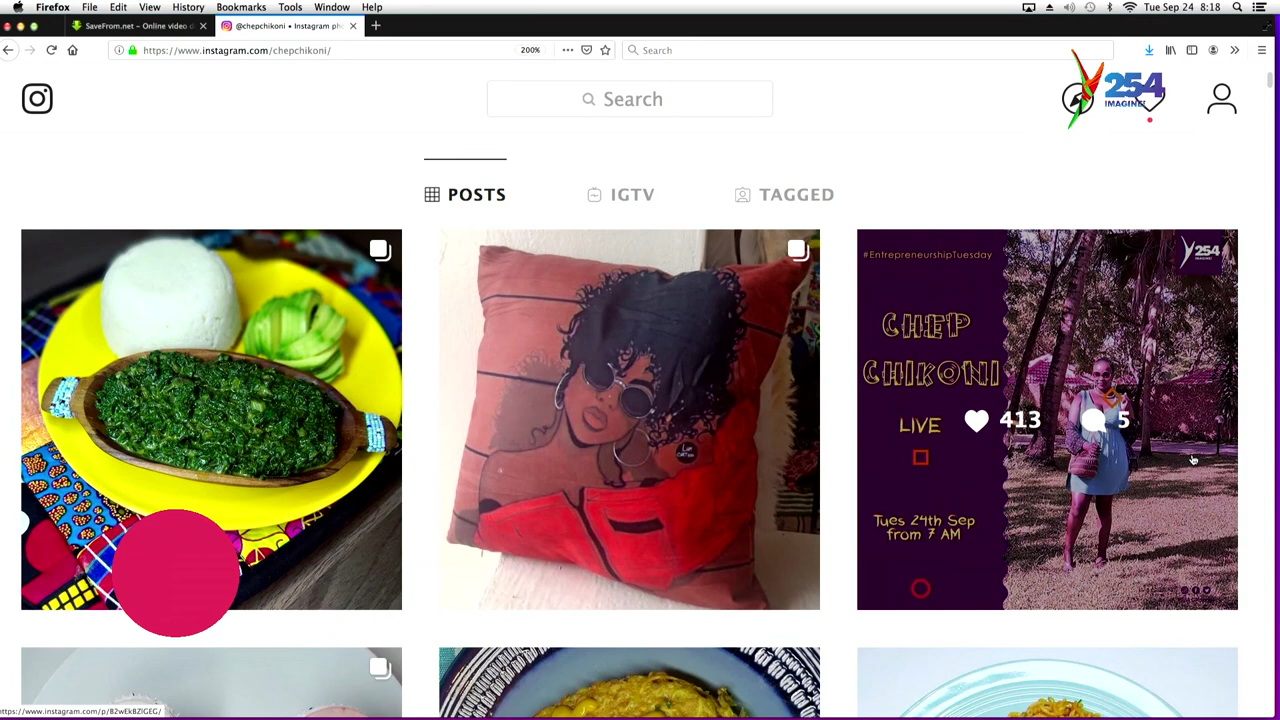 Firefox File Edit View History Bookmarks Tools Window Help Tue Sep 24 8:18
SaveFrom.net – Online video d
@chepchikoni • Instagram ph
https://www.instagram.com/chepchikoni/
200%
Search
Search
254
IMAGINE!
POSTS
IGTV
TAGGED
#EntrepreneurshipTuesday
254
IMAGINE!
CHEP
CHIKONI
LIVE
Tues 24th Sep
from 7 AM
413
5
https://www.instagram.com/p/B2wEkBZlGEG/